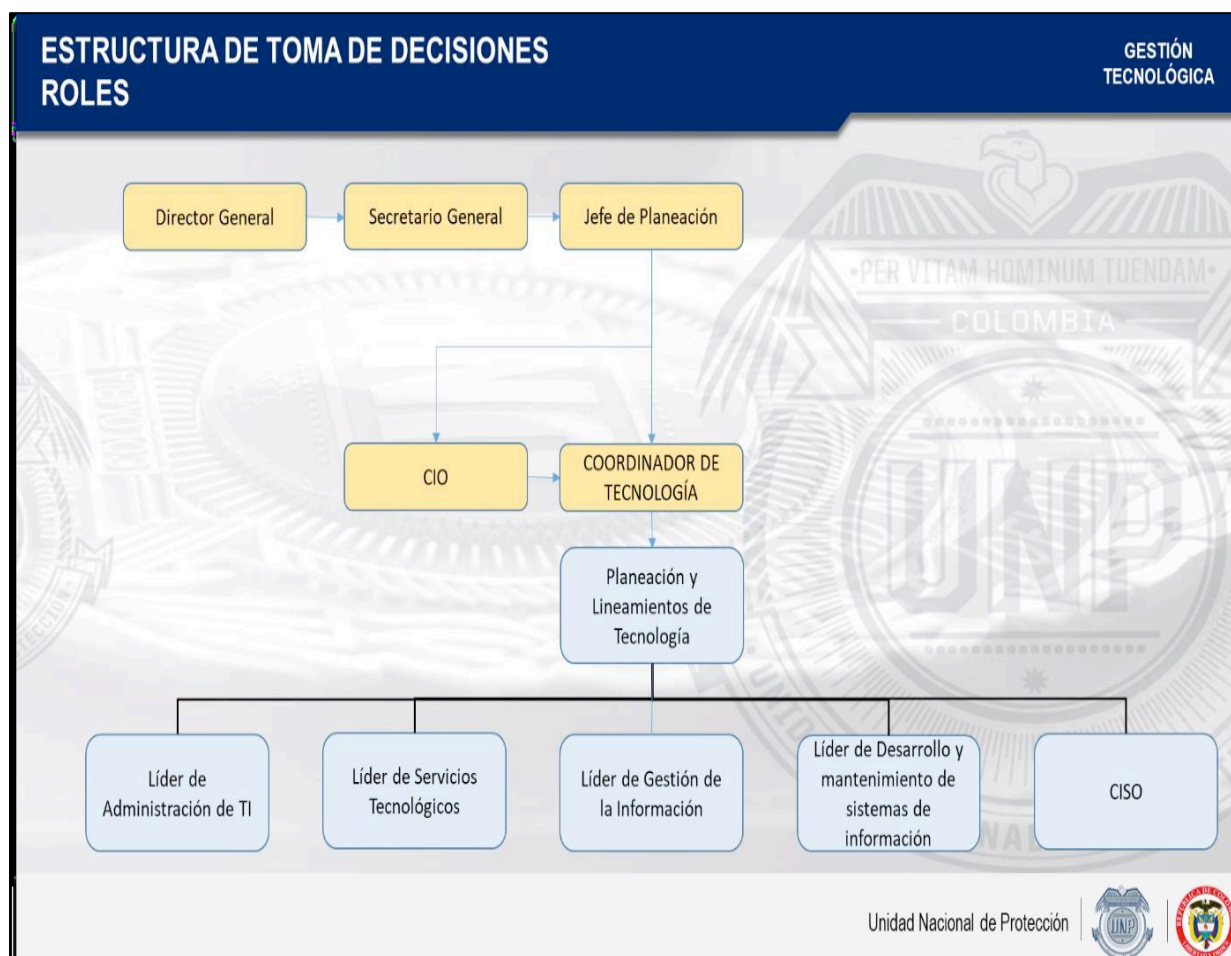 ESTRUCTURA DE TOMA DE DECISIONES
ROLES
GESTIÓN
TECNOLÓGICA
Director General
Secretario General
Jefe de Planeación
PER VITAM HOMINUM TUENDAM
COLOMBIA
CIO
COORDINADOR DE
TECNOLOGÍA
UNP
Planeación y
Lineamientos de
Tecnología
Líder de
Administración de TI
Líder de Servicios
Tecnológicos
Líder de Gestión de
la Información
Líder de Desarrollo y
mantenimiento de
sistemas de
información
CISO
Unidad Nacional de Protección
UNP